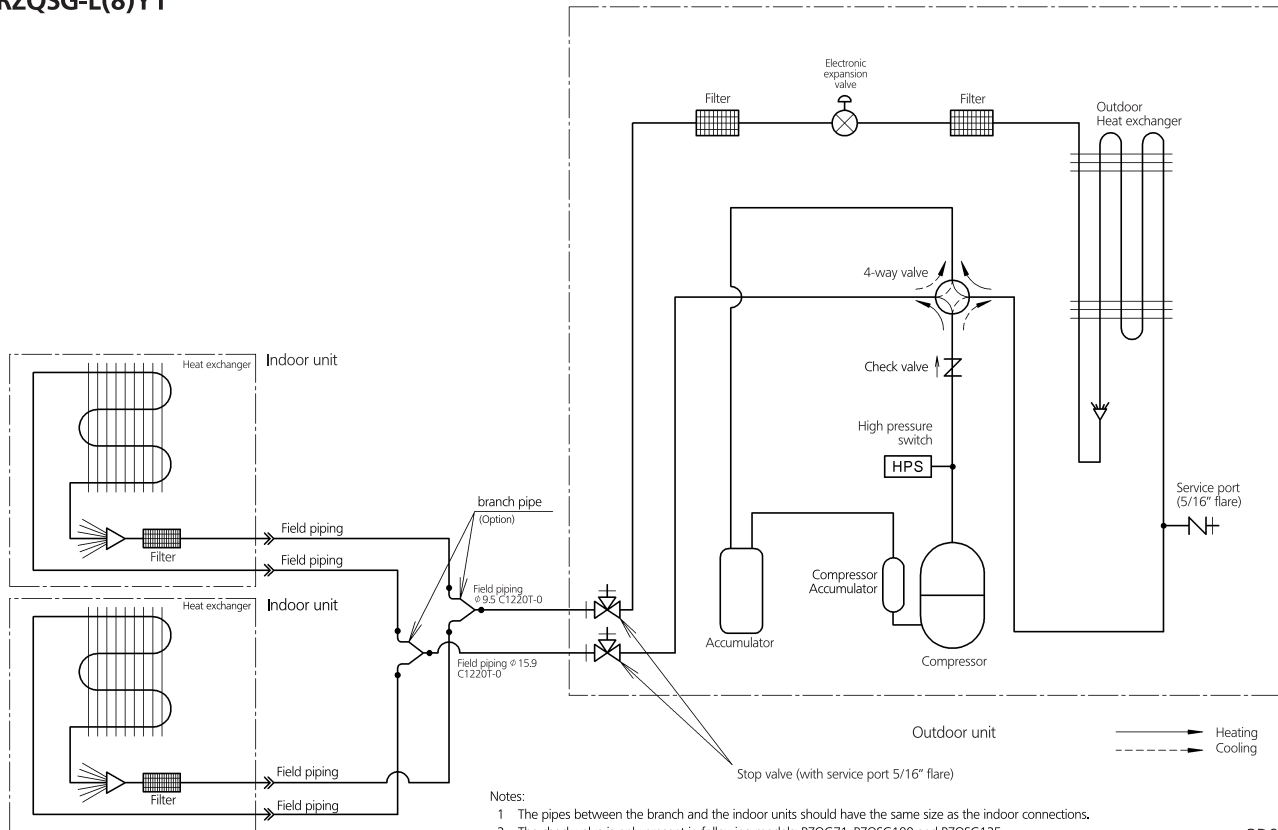 RZQSG-L(8)Y1
Electronic
expansion
valve
Filter
Filter
Outdoor
Heat exchanger
4-way valve
Check valve
High pressure
switch
HPS
Service port
(5/16" flare)
Compressor
Accumulator
Accumulator
Compressor
Heat exchanger
Indoor unit
Filter
Field piping
Field piping
branch pipe
(Option)
Field piping
φ 9.5 C1220T-0
Heat exchanger
Indoor unit
Field piping φ 15.9
C1220T-0
Filter
Field piping
Field piping
Outdoor unit
Heating
Cooling
Stop valve (with service port 5/16" flare)
Notes:
1 The pipes between the branch and the indoor units should have the same size as the indoor connections.